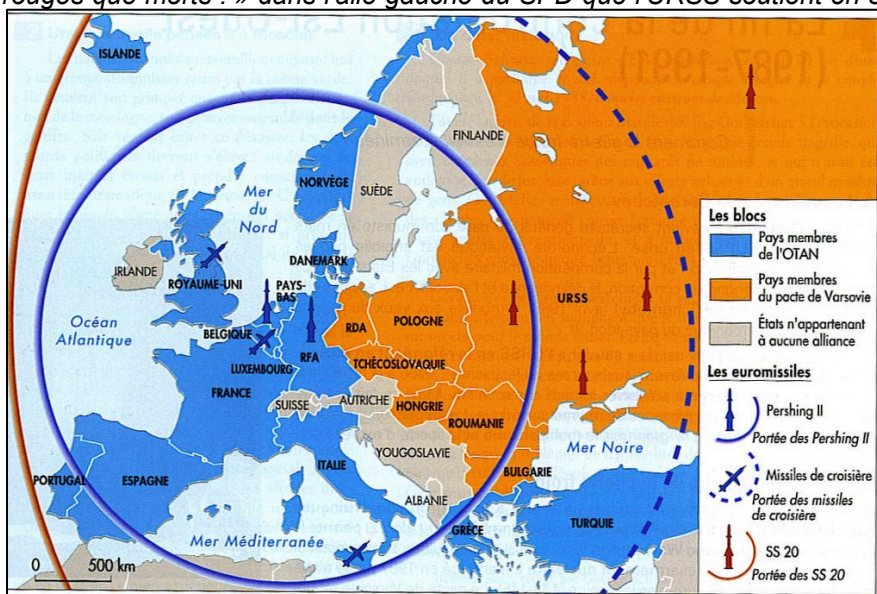 rouges que morts ! » dans l'aile gauche du SPD que l'URSS soutient en s
(1987-1991)
ISLANDE
FINLANDE
NORVÈGE
SUÈDE
Mer
du
Nord
DANEMARK
IRLANDE
ROYAUME-UNI
PAYS-
BAS
Océan
Atlantique
BELGIQUE
LUXEMBOURG
RFA
RDA
POLOGNE
URSS
TCHÉCOSLOVAQUIE
FRANCE
SUISSE
AUTRICHE
HONGRIE
ROUMANIE
YOUGOSLAVIE
Mer Noire
BULGARIE
PORTUGAL
ESPAGNE
ITALIE
ALBANIE
GRÈCE
TURQUIE
Mer Méditerranée
0 500 km
Les blocs
Pays membres
de l'OTAN
Pays membres
du pacte de Varsovie
États n'appartenant
à aucune alliance
Les euromissiles
Pershing II
Portée des Pershing II
Missiles de croisière
Portée des missiles
de croisière
SS 20
Portée des SS 20